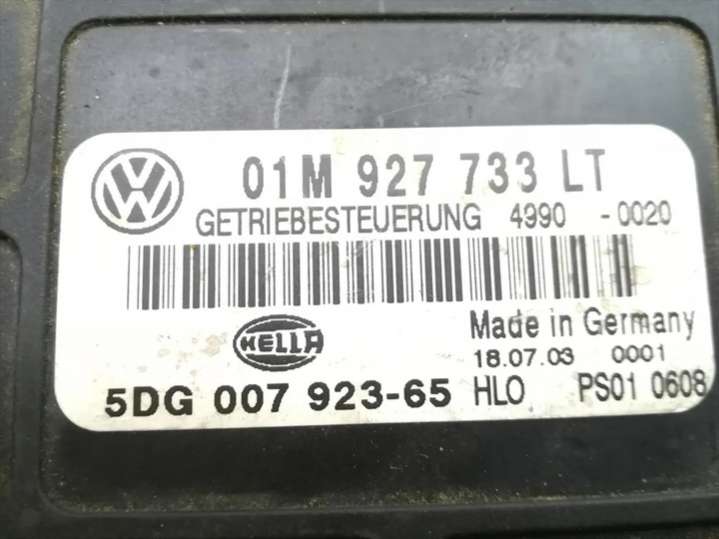 01M 927 733 LT
GETRIEBESTEUERUNG 4990 -0020
HELLA
Made in Germany
18.07.03 0001
5DG 007 923-65 HLO PS01 0608